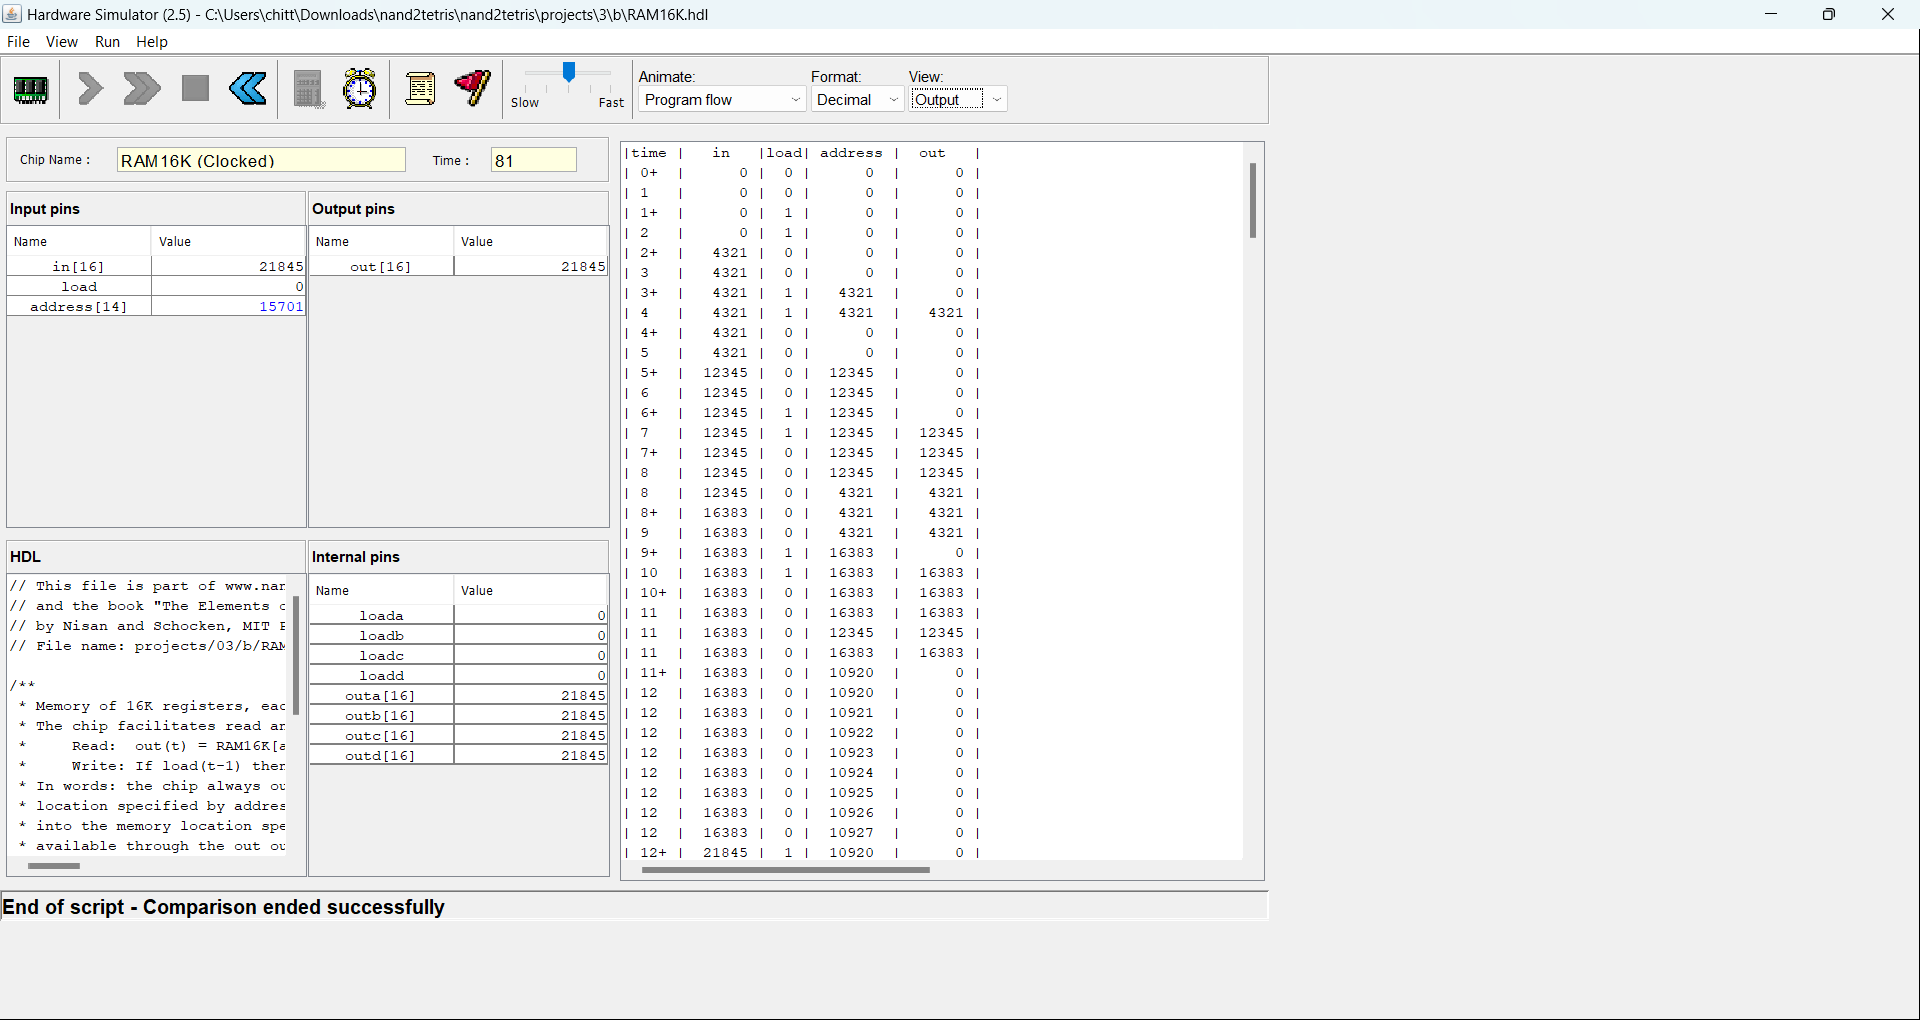 Hardware Simulator (2.5) - C:\Users\chitt\Downloads\nand2tetris\nand2tetris\projects\3\b\RAM16K.hdl
File View Run Help
Slow Fast
Animate: Format: View:
Program flow Decimal Output
Chip Name : RAM16K (Clocked) Time : 81
Input pins
Name Value
in[16] 21845
load 0
address[14] 15701
Output pins
Name Value
out[16] 21845
HDL
// This file is part of www.nan
// and the book "The Elements o
// by Nisan and Schocken, MIT P
// File name: projects/03/b/RAM
/**
* Memory of 16K registers, eac
* The chip facilitates read an
* Read: out(t) = RAM16K[a
* Write: If load(t-1) then
* In words: the chip always ou
* location specified by addres
* into the memory location spe
* available through the out ou
Internal pins
Name Value
loada 0
loadb 0
loadc 0
loadd 0
outa[16] 21845
outb[16] 21845
outc[16] 21845
outd[16] 21845
|time | in |load| address | out |
| 0+ | 0 | 0 | 0 | 0 |
| 1 | 0 | 0 | 0 | 0 |
| 1+ | 0 | 1 | 0 | 0 |
| 2 | 0 | 1 | 0 | 0 |
| 2+ | 4321 | 0 | 0 | 0 |
| 3 | 4321 | 0 | 0 | 0 |
| 3+ | 4321 | 1 | 4321 | 0 |
| 4 | 4321 | 1 | 4321 | 4321 |
| 4+ | 4321 | 0 | 0 | 0 |
| 5 | 4321 | 0 | 0 | 0 |
| 5+ | 12345 | 0 | 12345 | 0 |
| 6 | 12345 | 0 | 12345 | 0 |
| 6+ | 12345 | 1 | 12345 | 0 |
| 7 | 12345 | 1 | 12345 | 12345 |
| 7+ | 12345 | 0 | 12345 | 12345 |
| 8 | 12345 | 0 | 12345 | 12345 |
| 8 | 12345 | 0 | 4321 | 4321 |
| 8+ | 16383 | 0 | 4321 | 4321 |
| 9 | 16383 | 0 | 4321 | 4321 |
| 9+ | 16383 | 1 | 16383 | 0 |
| 10 | 16383 | 1 | 16383 | 16383 |
| 10+ | 16383 | 0 | 16383 | 16383 |
| 11 | 16383 | 0 | 16383 | 16383 |
| 11 | 16383 | 0 | 12345 | 12345 |
| 11 | 16383 | 0 | 16383 | 16383 |
| 11+ | 16383 | 0 | 10920 | 0 |
| 12 | 16383 | 0 | 10920 | 0 |
| 12 | 16383 | 0 | 10921 | 0 |
| 12 | 16383 | 0 | 10922 | 0 |
| 12 | 16383 | 0 | 10923 | 0 |
| 12 | 16383 | 0 | 10924 | 0 |
| 12 | 16383 | 0 | 10925 | 0 |
| 12 | 16383 | 0 | 10926 | 0 |
| 12 | 16383 | 0 | 10927 | 0 |
| 12+ | 21845 | 1 | 10920 | 0 |
End of script - Comparison ended successfully